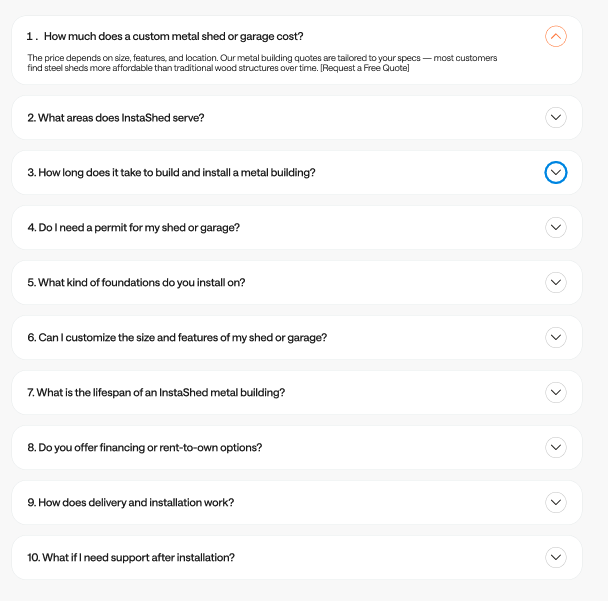 1 . How much does a custom metal shed or garage cost?
The price depends on size, features, and location. Our metal building quotes are tailored to your specs — most customers
find steel sheds more affordable than traditional wood structures over time. [Request a Free Quote]
2. What areas does InstaShed serve?
3. How long does it take to build and install a metal building?
4. Do I need a permit for my shed or garage?
5. What kind of foundations do you install on?
6. Can I customize the size and features of my shed or garage?
7. What is the lifespan of an InstaShed metal building?
8. Do you offer financing or rent-to-own options?
9. How does delivery and installation work?
10. What if I need support after installation?